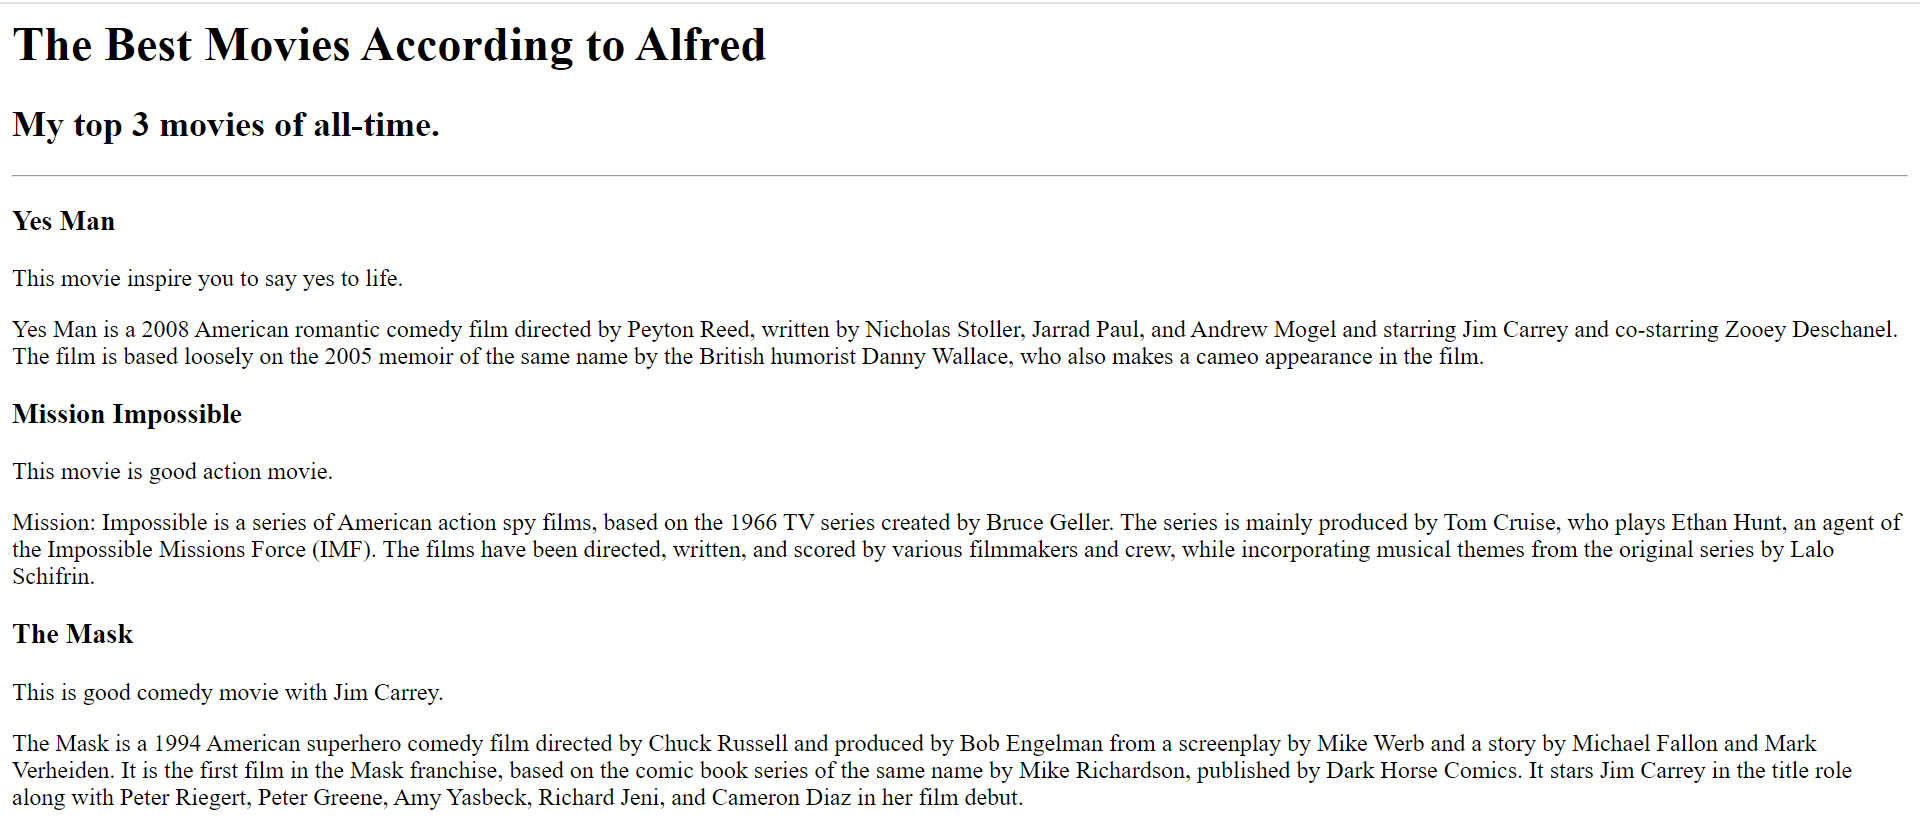 The Best Movies According to Alfred
My top 3 movies of all-time.
Yes Man
This movie inspire you to say yes to life.
Yes Man is a 2008 American romantic comedy film directed by Peyton Reed, written by Nicholas Stoller, Jarrad Paul, and Andrew Mogel and starring Jim Carrey and co-starring Zooey Deschanel.
The film is based loosely on the 2005 memoir of the same name by the British humorist Danny Wallace, who also makes a cameo appearance in the film.
Mission Impossible
This movie is good action movie.
Mission: Impossible is a series of American action spy films, based on the 1966 TV series created by Bruce Geller. The series is mainly produced by Tom Cruise, who plays Ethan Hunt, an agent of
the Impossible Missions Force (IMF). The films have been directed, written, and scored by various filmmakers and crew, while incorporating musical themes from the original series by Lalo
Schifrin.
The Mask
This is good comedy movie with Jim Carrey.
The Mask is a 1994 American superhero comedy film directed by Chuck Russell and produced by Bob Engelman from a screenplay by Mike Werb and a story by Michael Fallon and Mark
Verheiden. It is the first film in the Mask franchise, based on the comic book series of the same name by Mike Richardson, published by Dark Horse Comics. It stars Jim Carrey in the title role
along with Peter Riegert, Peter Greene, Amy Yasbeck, Richard Jeni, and Cameron Diaz in her film debut.